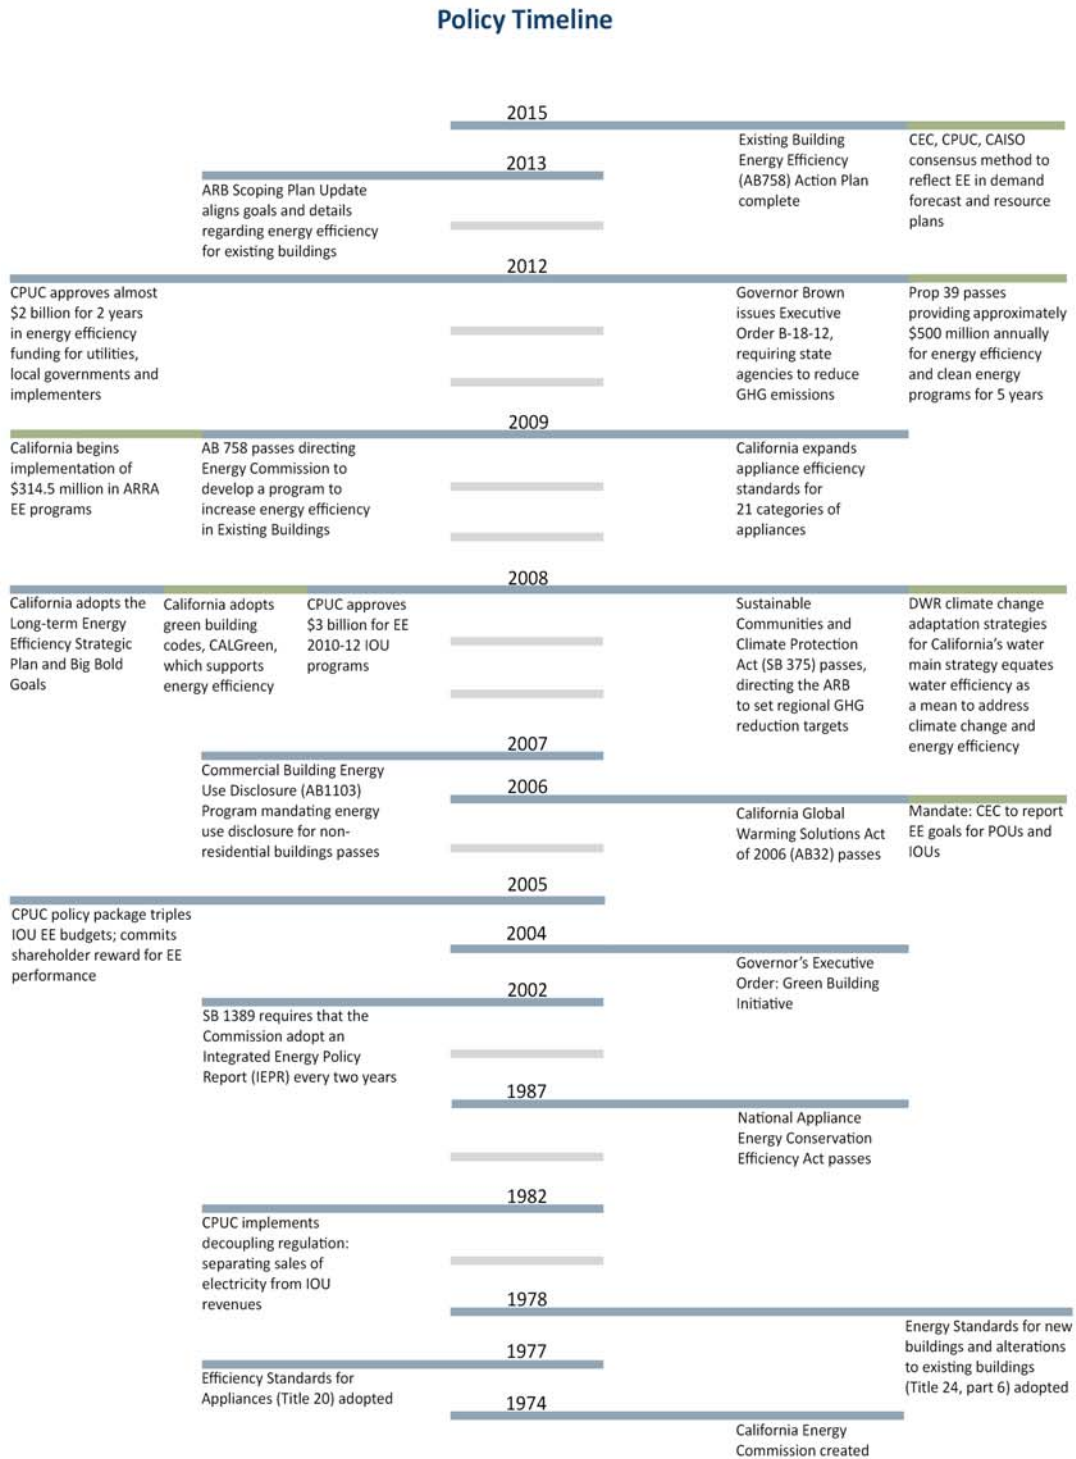 Policy Timeline
2015
Existing Building
Energy Efficiency
(AB758) Action Plan
complete
CEC, CPUC, CAISO
consensus method to
reflect EE in demand
forecast and resource
plans
2013
ARB Scoping Plan Update
aligns goals and details
regarding energy efficiency
for existing buildings
2012
CPUC approves almost
$2 billion for 2 years
in energy efficiency
funding for utilities,
local governments and
implementers
Governor Brown
issues Executive
Order B-18-12,
requiring state
agencies to reduce
GHG emissions
Prop 39 passes
providing approximately
$500 million annually
for energy efficiency
and clean energy
programs for 5 years
2009
California begins
implementation of
$314.5 million in ARRA
EE programs
AB 758 passes directing
Energy Commission to
develop a program to
increase energy efficiency
in Existing Buildings
California expands
appliance efficiency
standards for
21 categories of
appliances
2008
California adopts the
Long-term Energy
Efficiency Strategic
Plan and Big Bold
Goals
California adopts
green building
codes, CALGreen,
which supports
energy efficiency
CPUC approves
$3 billion for EE
2010-12 IOU
programs
Sustainable
Communities and
Climate Protection
Act (SB 375) passes,
directing the ARB
to set regional GHG
reduction targets
DWR climate change
adaptation strategies
for California's water
main strategy equates
water efficiency as
a mean to address
climate change and
energy efficiency
2007
Commercial Building Energy
Use Disclosure (AB1103)
Program mandating energy
use disclosure for non-
residential buildings passes
2006
California Global
Warming Solutions Act
of 2006 (AB32) passes
Mandate: CEC to report
EE goals for POUs and
IOUs
2005
CPUC policy package triples
IOU EE budgets; commits
shareholder reward for EE
performance
2004
Governor's Executive
Order: Green Building
Initiative
2002
SB 1389 requires that the
Commission adopt an
Integrated Energy Policy
Report (IEPR) every two years
1987
National Appliance
Energy Conservation
Efficiency Act passes
1982
CPUC implements
decoupling regulation:
separating sales of
electricity from IOU
revenues
1978
Energy Standards for new
buildings and alterations
to existing buildings
(Title 24, part 6) adopted
1977
Efficiency Standards for
Appliances (Title 20) adopted
1974
California Energy
Commission created